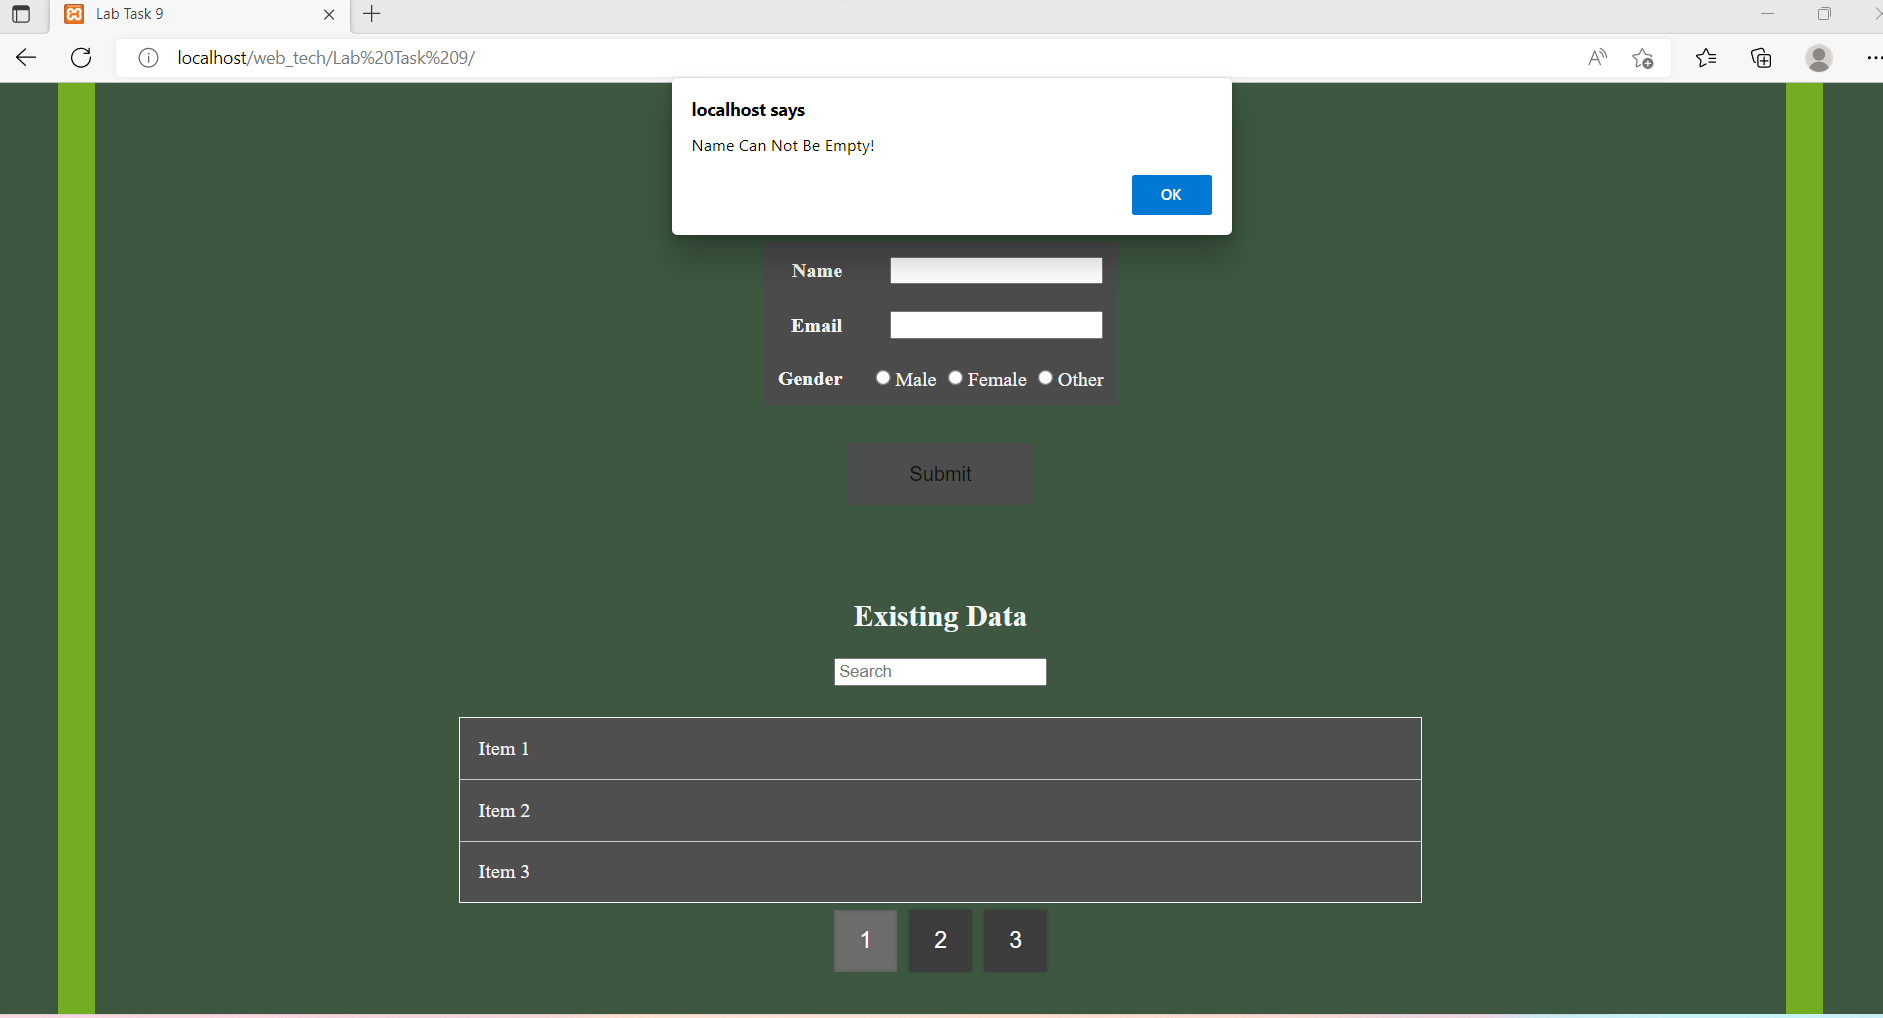 Lab Task 9
localhost/web_tech/Lab%20Task%209/
localhost says
Name Can Not Be Empty!
OK
Name
Email
Gender Male Female Other
Submit
Existing Data
Search
Item 1
Item 2
Item 3
1 2 3